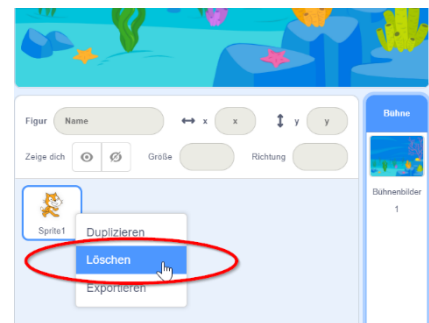 Figur Name x x y y Bühne
Zeige dich Größe Richtung
Bühnenbilder
1
Sprite1
Duplizieren
Löschen
Exportieren